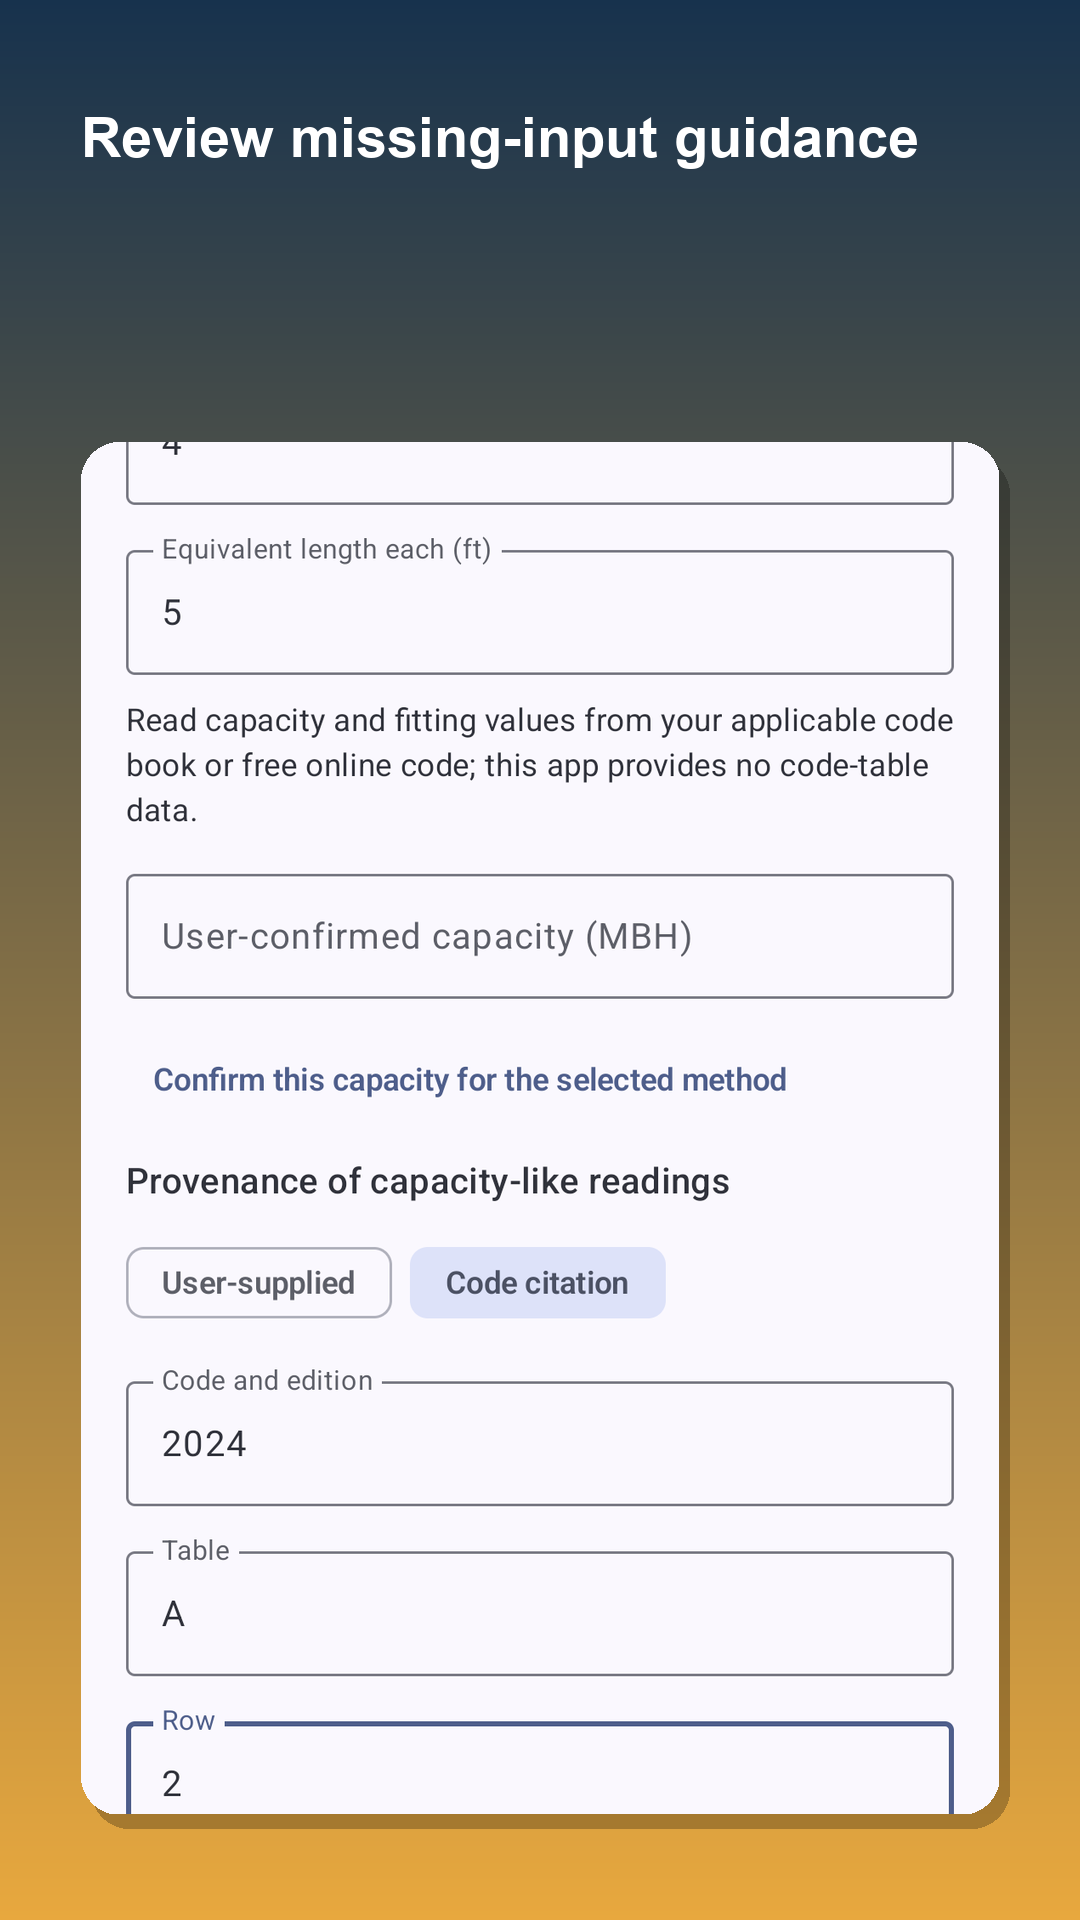 Review missing-input guidance
4
Equivalent length each (ft)
5
Read capacity and fitting values from your applicable code
book or free online code; this app provides no code-table
data.
User-confirmed capacity (MBH)
Confirm this capacity for the selected method
Provenance of capacity-like readings
User-supplied
Code citation
Code and edition
2024
Table
A
Row
2